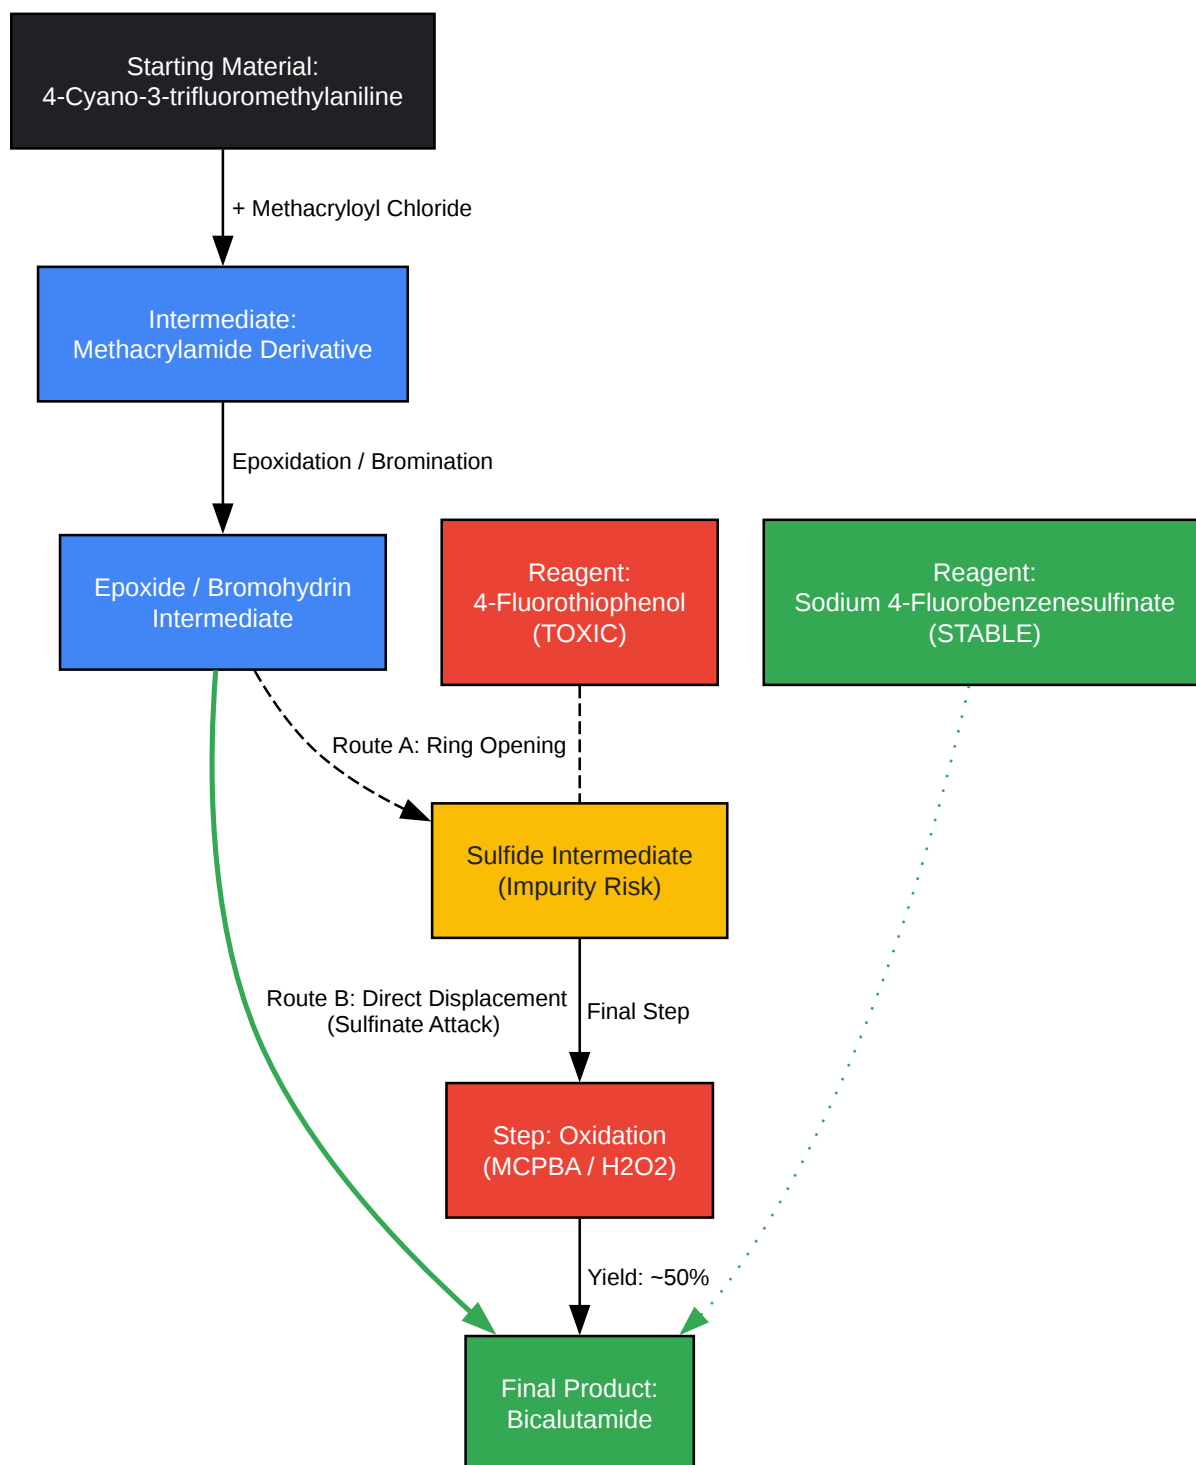 Starting Material:
4-Cyano-3-trifluoromethylaniline
+ Methacryloyl Chloride
Intermediate:
Methacrylamide Derivative
Epoxidation / Bromination
Epoxide / Bromohydrin
Intermediate
Reagent:
4-Fluorothiophenol
(TOXIC)
Reagent:
Sodium 4-Fluorobenzenesulfinate
(STABLE)
Route A: Ring Opening
Sulfide Intermediate
(Impurity Risk)
Route B: Direct Displacement
(Sulfinate Attack)
Final Step
Step: Oxidation
(MCPBA / H2O2)
Yield: ~50%
Final Product:
Bicalutamide